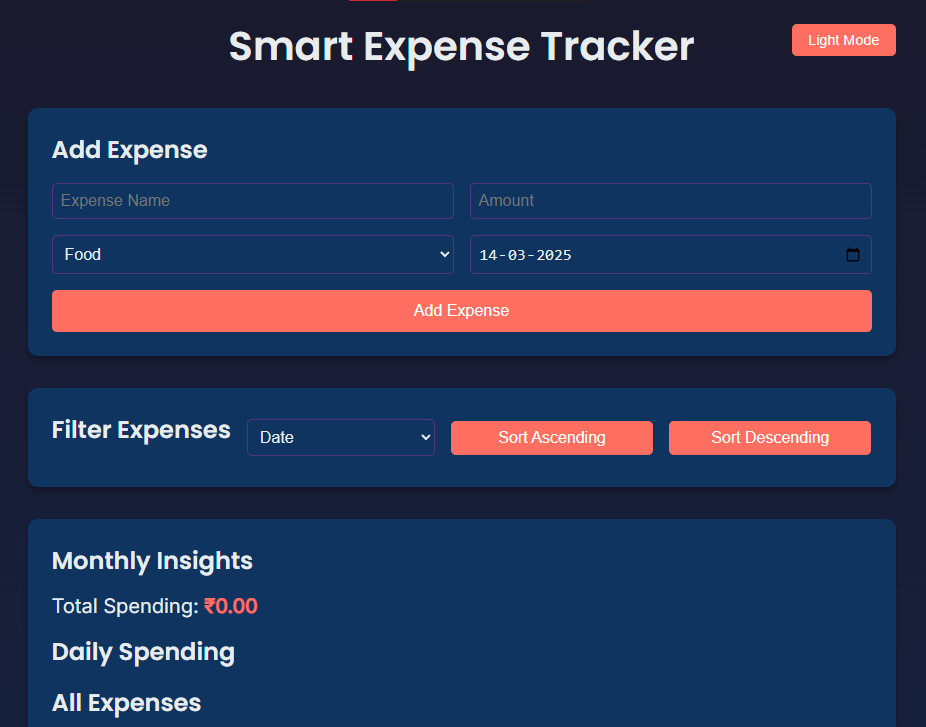 Smart Expense Tracker
Light Mode
Add Expense
Expense Name
Amount
Food
14-03-2025
Add Expense
Filter Expenses
Date
Sort Ascending
Sort Descending
Monthly Insights
Total Spending: ₹0.00
Daily Spending
All Expenses